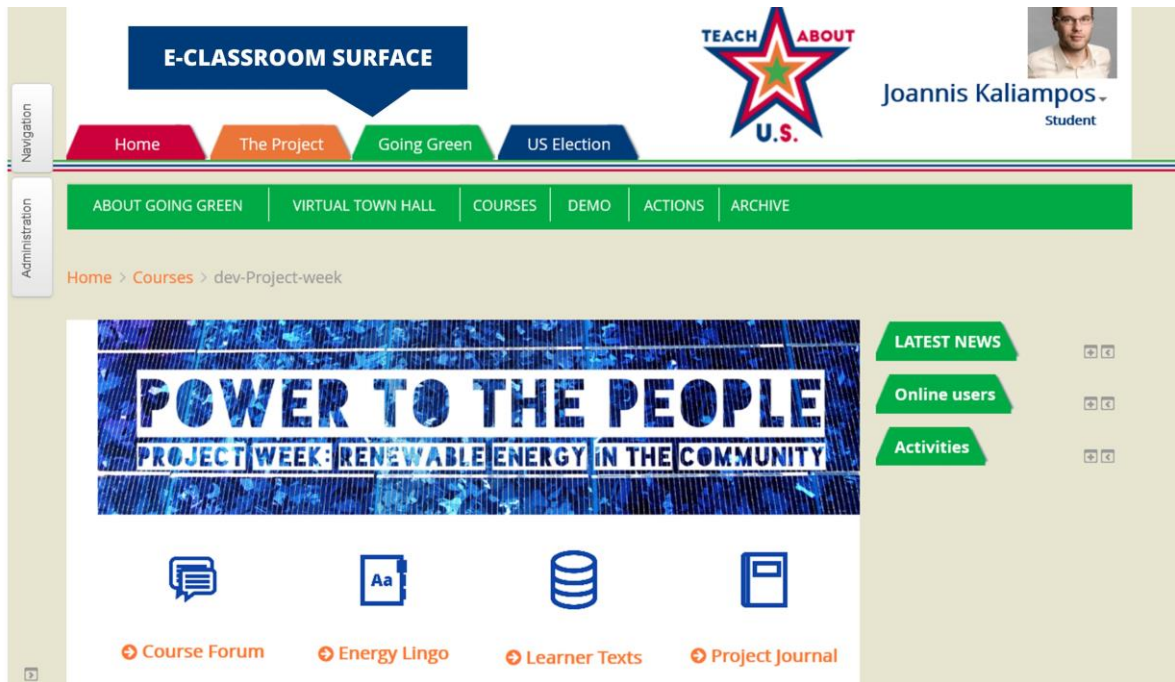 E-CLASSROOM SURFACE
TEACH ABOUT
U.S.
Joannis Kaliampos
Student
Navigation
Administration
Home The Project Going Green US Election
ABOUT GOING GREEN VIRTUAL TOWN HALL COURSES DEMO ACTIONS ARCHIVE
Home > Courses > dev-Project-week
POWER TO THE PEOPLE
PROJECT WEEK: RENEWABLE ENERGY IN THE COMMUNITY
LATEST NEWS
Online users
Activities
Aa
Course Forum Energy Lingo Learner Texts Project Journal